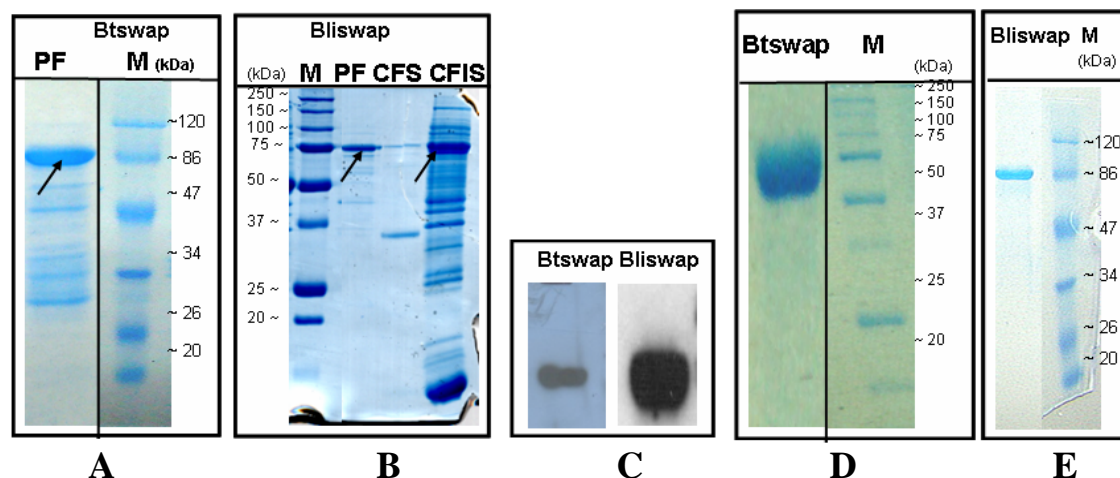 Btswap
PF M (kDa)
~120
~ 86
~ 47
~ 34
~ 26
~ 20
A
Bliswap
(kDa) M PF CFS CFIS
250 ~
150 ~
100 ~
75 ~
50 ~
37 ~
25 ~
20 ~
B
Btswap Bliswap
C
Btswap M (kDa)
~ 250
~ 150
~ 100
~ 75
~ 50
~ 37
~ 25
~ 20
D
Bliswap M
(kDa)
~120
~ 86
~ 47
~ 34
~ 26
~ 20
E